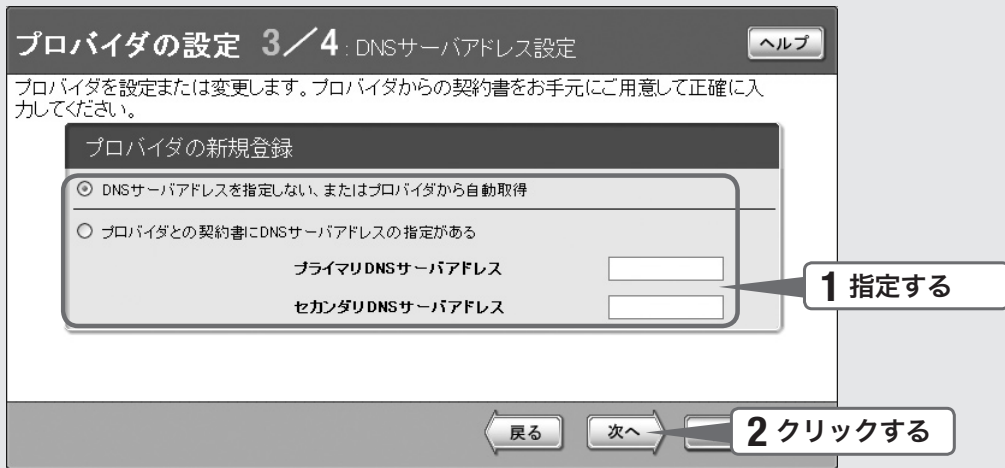 プロバイダの設定 3／4：DNSサーバアドレス設定
ヘルプ
プロバイダを設定または変更します。プロバイダからの契約書をお手元にご用意して正確に入
力してください。
プロバイダの新規登録
DNSサーバアドレスを指定しない、またはプロバイダから自動取得
プロバイダとの契約書にDNSサーバアドレスの指定がある
プライマリDNSサーバアドレス
セカンダリDNSサーバアドレス
1 指定する
戻る
次へ
2 クリックする